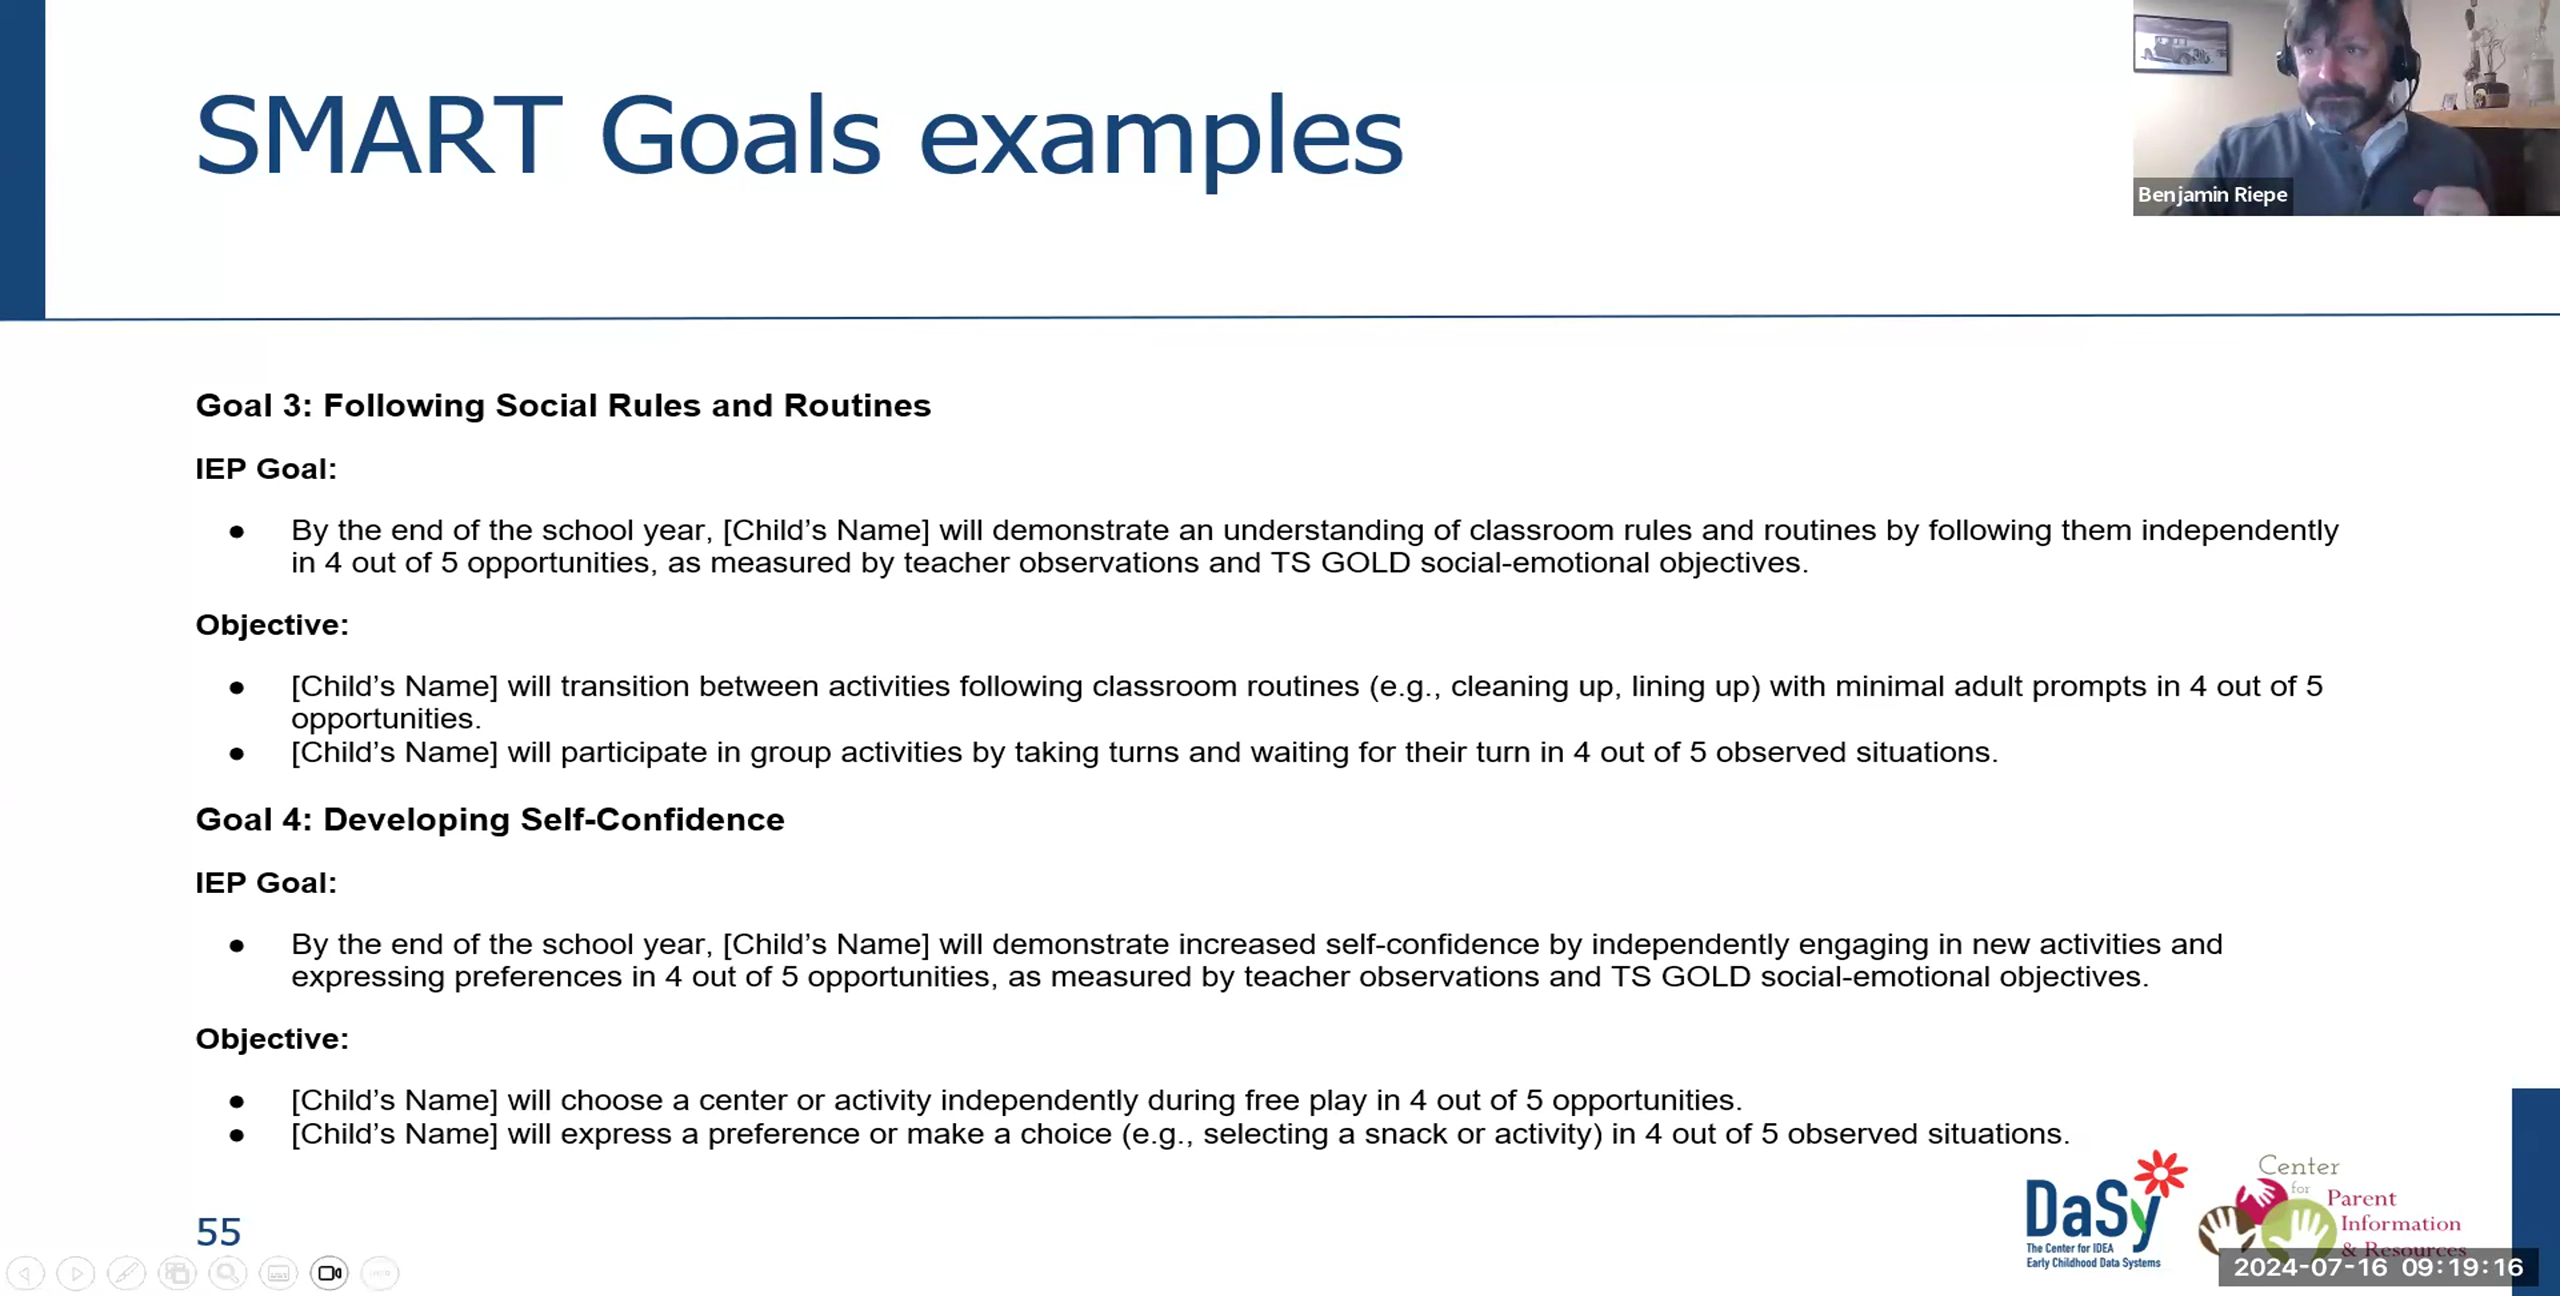 SMART Goals examples
Benjamin Riepe
Goal 3: Following Social Rules and Routines
IEP Goal:
● By the end of the school year, [Child’s Name] will demonstrate an understanding of classroom rules and routines by following them independently
in 4 out of 5 opportunities, as measured by teacher observations and TS GOLD social-emotional objectives.
Objective:
● [Child’s Name] will transition between activities following classroom routines (e.g., cleaning up, lining up) with minimal adult prompts in 4 out of 5
opportunities.
● [Child’s Name] will participate in group activities by taking turns and waiting for their turn in 4 out of 5 observed situations.
Goal 4: Developing Self-Confidence
IEP Goal:
● By the end of the school year, [Child’s Name] will demonstrate increased self-confidence by independently engaging in new activities and
expressing preferences in 4 out of 5 opportunities, as measured by teacher observations and TS GOLD social-emotional objectives.
Objective:
● [Child’s Name] will choose a center or activity independently during free play in 4 out of 5 opportunities.
● [Child’s Name] will express a preference or make a choice (e.g., selecting a snack or activity) in 4 out of 5 observed situations.
55
DaSy
The Center for IDEA
Early Childhood Data Systems
Center
for
Parent
Information
& Resources
2024-07-16 09:19:16